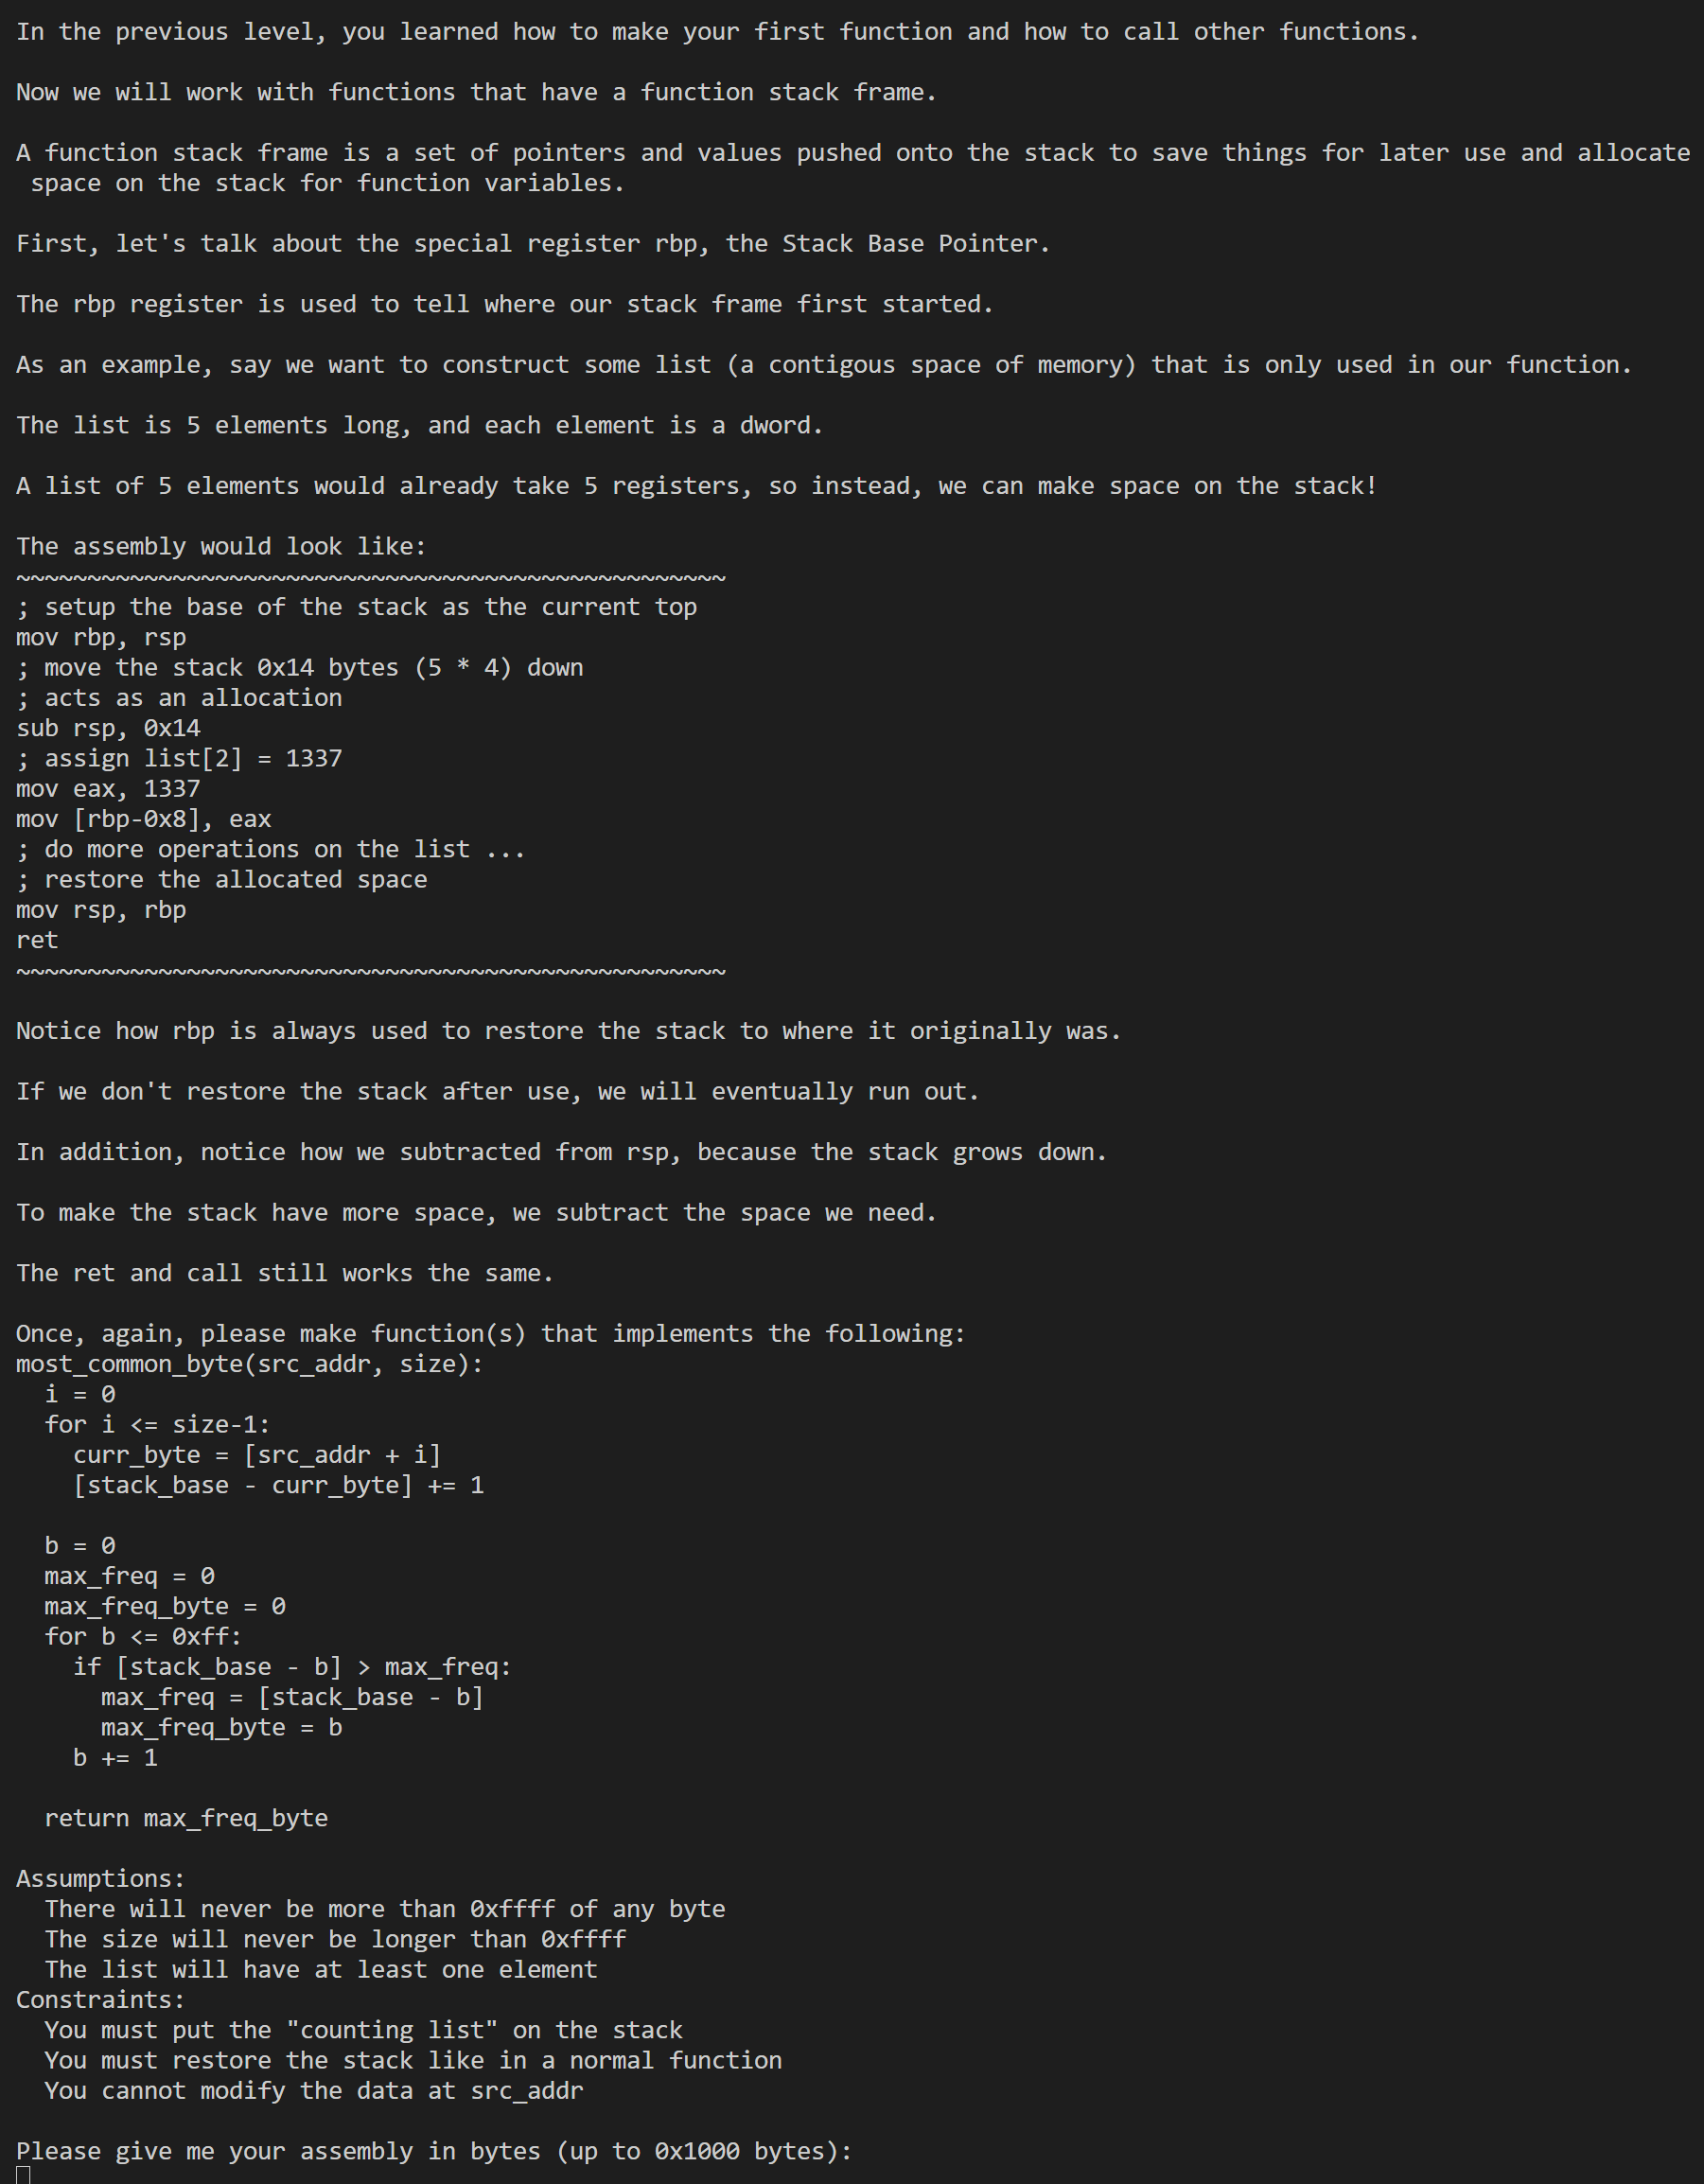 In the previous level, you learned how to make your first function and how to call other functions.
Now we will work with functions that have a function stack frame.
A function stack frame is a set of pointers and values pushed onto the stack to save things for later use and allocate
 space on the stack for function variables.
First, let's talk about the special register rbp, the Stack Base Pointer.
The rbp register is used to tell where our stack frame first started.
As an example, say we want to construct some list (a contigous space of memory) that is only used in our function.
The list is 5 elements long, and each element is a dword.
A list of 5 elements would already take 5 registers, so instead, we can make space on the stack!
The assembly would look like:
~~~~~~~~~~~~~~~~~~~~~~~~~~~~~~~~~~~~~~~~~~~~~~~~~~
; setup the base of the stack as the current top
mov rbp, rsp
; move the stack 0x14 bytes (5 * 4) down
; acts as an allocation
sub rsp, 0x14
; assign list[2] = 1337
mov eax, 1337
mov [rbp-0x8], eax
; do more operations on the list ...
; restore the allocated space
mov rsp, rbp
ret
~~~~~~~~~~~~~~~~~~~~~~~~~~~~~~~~~~~~~~~~~~~~~~~~~~
Notice how rbp is always used to restore the stack to where it originally was.
If we don't restore the stack after use, we will eventually run out.
In addition, notice how we subtracted from rsp, because the stack grows down.
To make the stack have more space, we subtract the space we need.
The ret and call still works the same.
Once, again, please make function(s) that implements the following:
most_common_byte(src_addr, size):
  i = 0
  for i <= size-1:
    curr_byte = [src_addr + i]
    [stack_base - curr_byte] += 1
  b = 0
  max_freq = 0
  max_freq_byte = 0
  for b <= 0xff:
    if [stack_base - b] > max_freq:
      max_freq = [stack_base - b]
      max_freq_byte = b
    b += 1
  return max_freq_byte
Assumptions:
  There will never be more than 0xffff of any byte
  The size will never be longer than 0xffff
  The list will have at least one element
Constraints:
  You must put the "counting list" on the stack
  You must restore the stack like in a normal function
  You cannot modify the data at src_addr
Please give me your assembly in bytes (up to 0x1000 bytes):